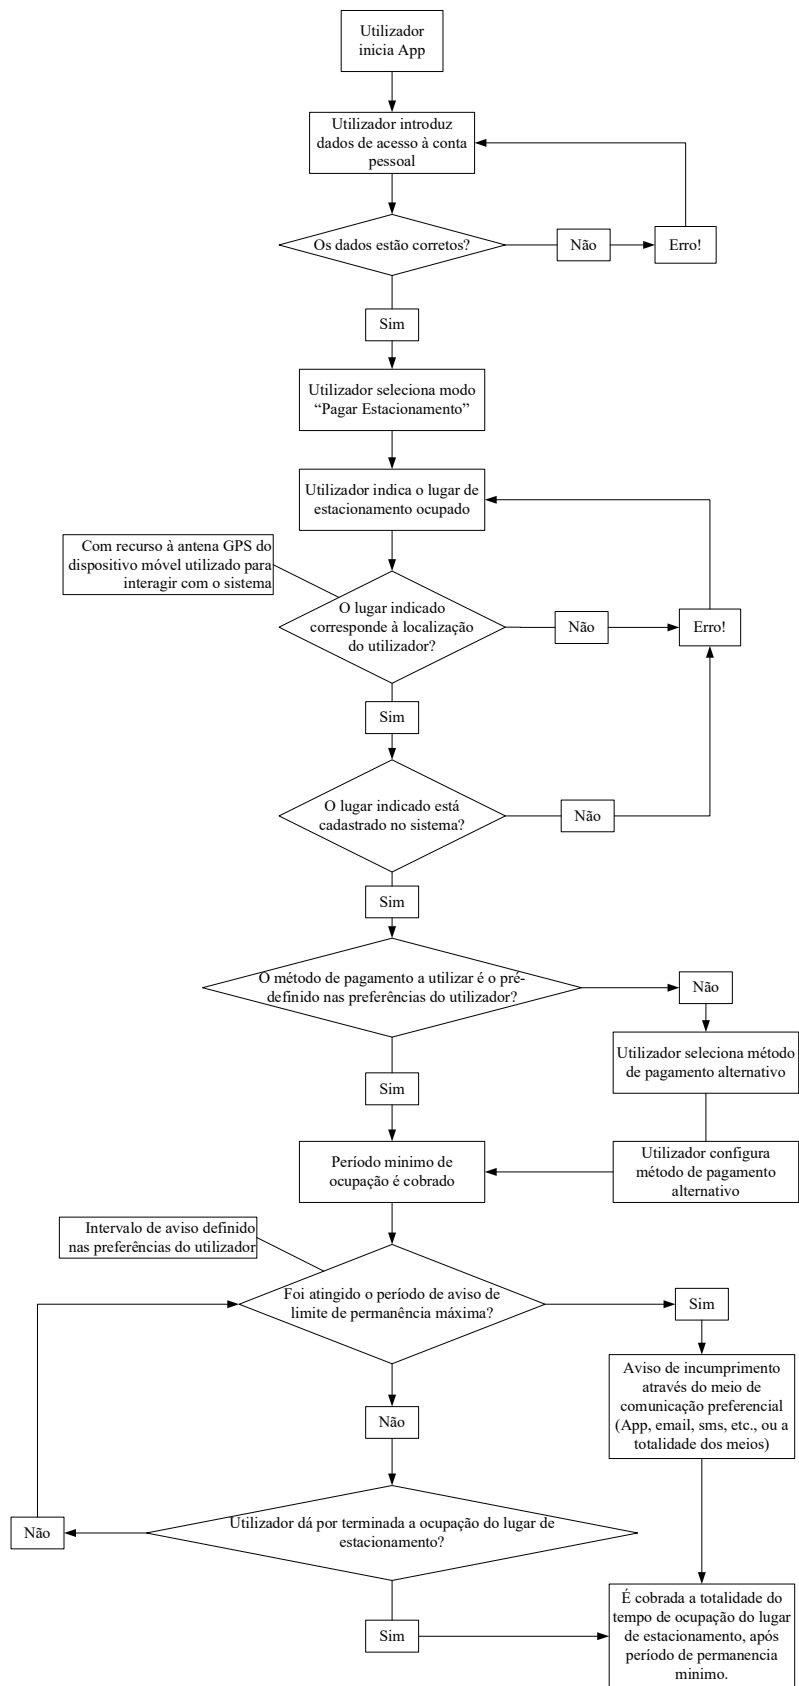 Utilizador
inicia App
Utilizador introduz
dados de acesso à conta
pessoal
Os dados estão corretos?
Não
Erro!
Sim
Utilizador seleciona modo
“Pagar Estacionamento”
Utilizador indica o lugar de
estacionamento ocupado
Com recurso à antena GPS do
dispositivo móvel utilizado para
interagir com o sistema
O lugar indicado
corresponde à localização
do utilizador?
Não
Erro!
Sim
O lugar indicado está
cadastrado no sistema?
Não
Sim
O método de pagamento a utilizar é o pré-
definido nas preferências do utilizador?
Não
Utilizador seleciona método
de pagamento alternativo
Sim
Período minimo de
ocupação é cobrado
Utilizador configura
método de pagamento
alternativo
Intervalo de aviso definido
nas preferências do utilizador
Foi atingido o período de aviso de
limite de permanência máxima?
Sim
Aviso de incumprimento
através do meio de
comunicação preferencial
(App, email, sms, etc., ou a
totalidade dos meios)
Não
Utilizador dá por terminada a ocupação do lugar de
estacionamento?
Não
Sim
É cobrada a totalidade do
tempo de ocupação do lugar
de estacionamento, após
período de permanencia
minimo.